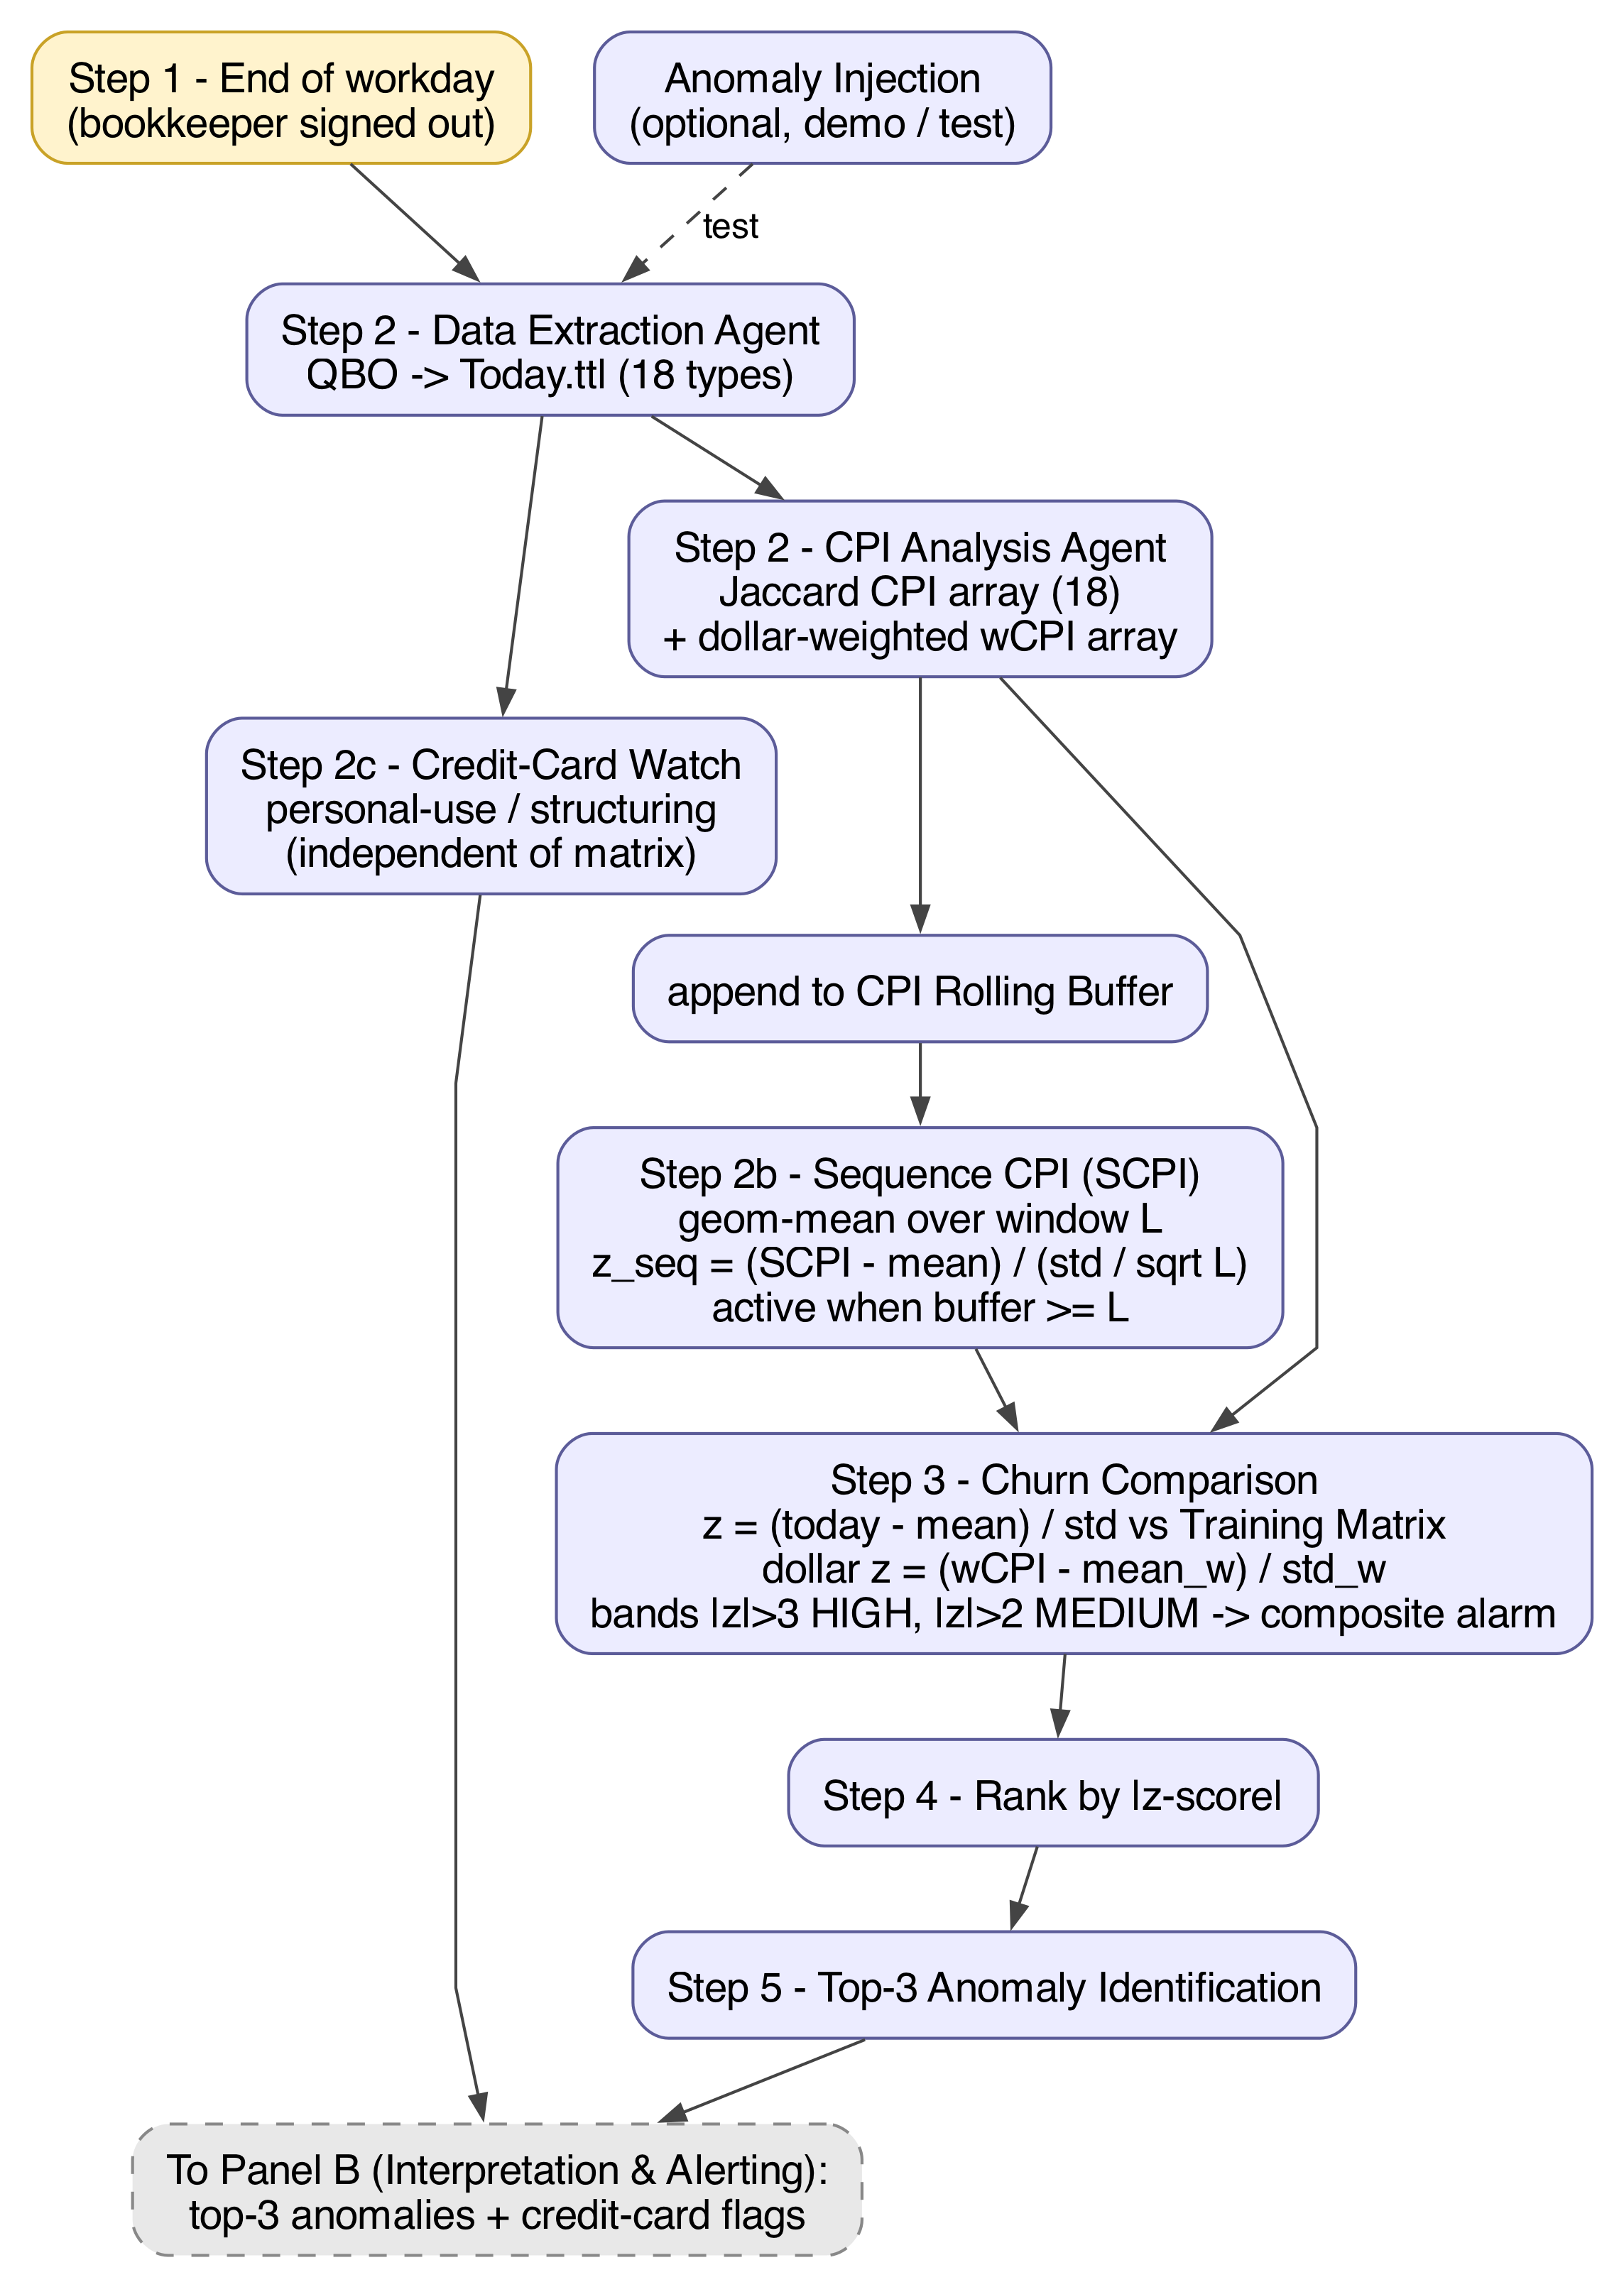 Step 1 - End of workday
(bookkeeper signed out)
Anomaly Injection
(optional, demo / test)
test
Step 2 - Data Extraction Agent
QBO -> Today.ttl (18 types)
Step 2 - CPI Analysis Agent
Jaccard CPI array (18)
+ dollar-weighted wCPI array
Step 2c - Credit-Card Watch
personal-use / structuring
(independent of matrix)
append to CPI Rolling Buffer
Step 2b - Sequence CPI (SCPI)
geom-mean over window L
z_seq = (SCPI - mean) / (std / sqrt L)
active when buffer >= L
Step 3 - Churn Comparison
z = (today - mean) / std vs Training Matrix
dollar z = (wCPI - mean_w) / std_w
bands |z|>3 HIGH, |z|>2 MEDIUM -> composite alarm
Step 4 - Rank by |z-score|
Step 5 - Top-3 Anomaly Identification
To Panel B (Interpretation & Alerting):
top-3 anomalies + credit-card flags